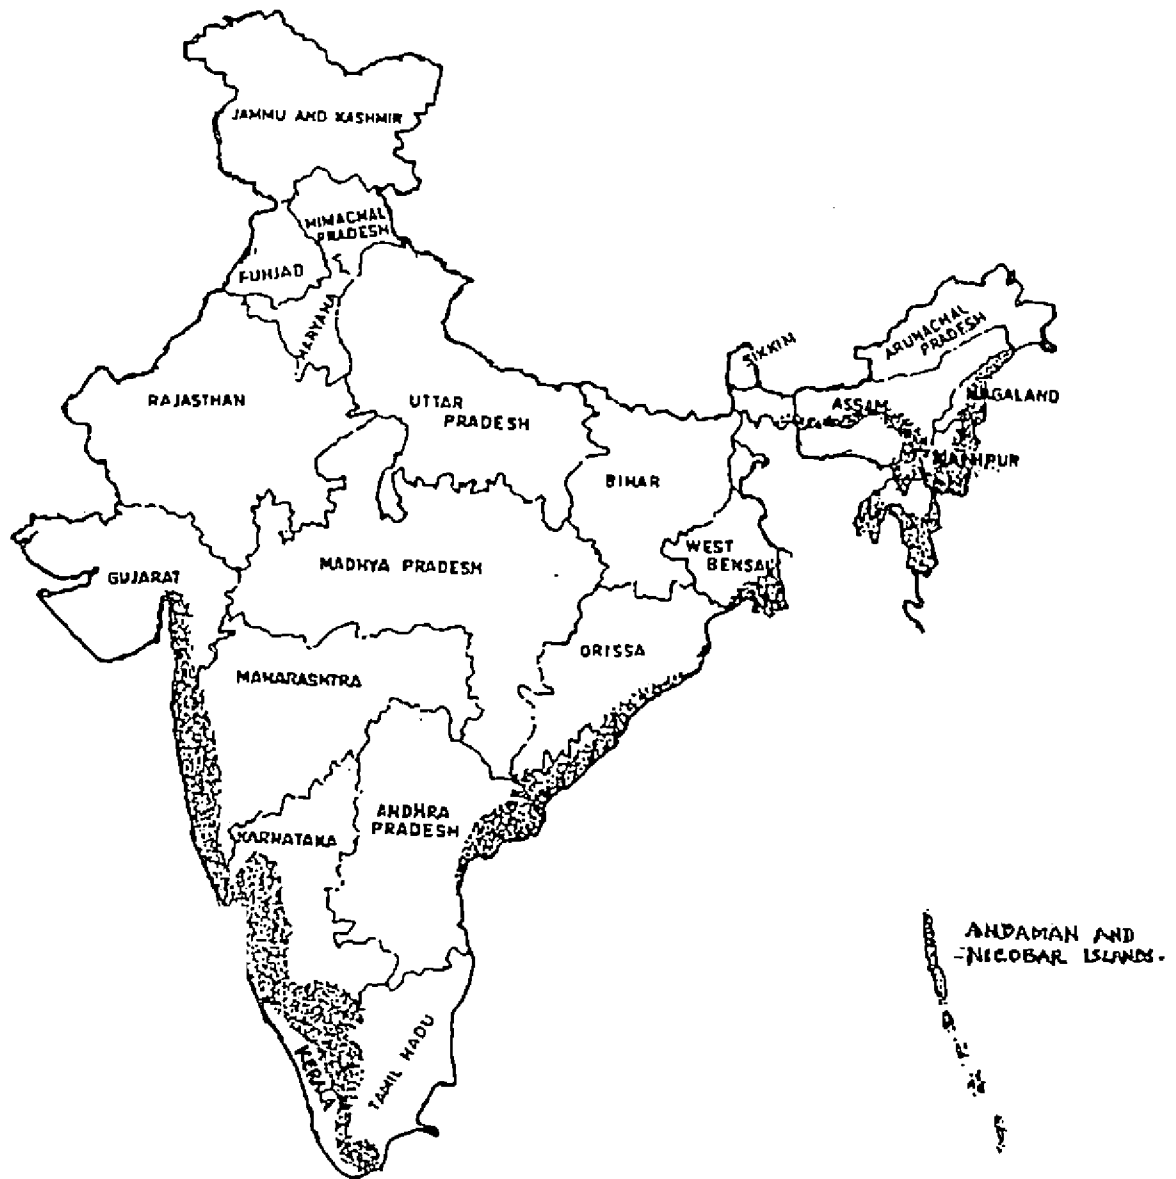 JAMMU AND KASHMIR
HIMACHAL
PRADESH
FUHJAD
HARYANA
RAJASTHAN
UTTAR
PRADESH
SIKKIM
ARUNACHAL
PRADESH
ASSAM
NAGALAND
MANIPUR
BIHAR
WEST
BENGAL
GUJARAT
MADHYA PRADESH
ORISSA
MAHARASHTRA
ANDHRA
PRADESH
KARNATAKA
KERALA
TAMIL NADU
ANDAMAN AND
NICOBAR ISLANDS.